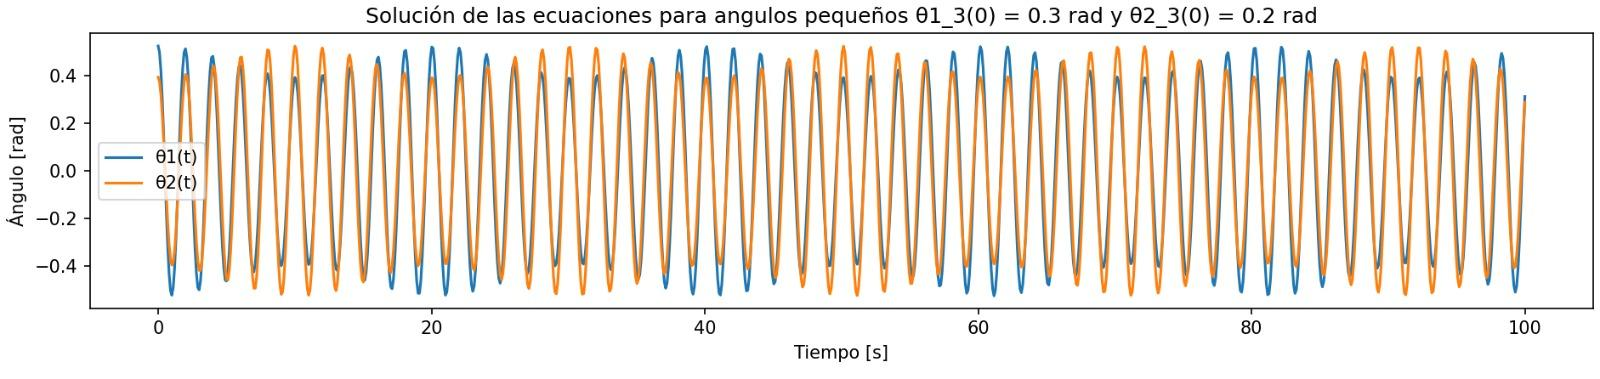 Solución de las ecuaciones para angulos pequeños θ1_3(0) = 0.3 rad y θ2_3(0) = 0.2 rad
Ángulo [rad]
0.4
0.2
0.0
−0.2
−0.4
θ1(t)
θ2(t)
0 20 40 60 80 100
Tiempo [s]